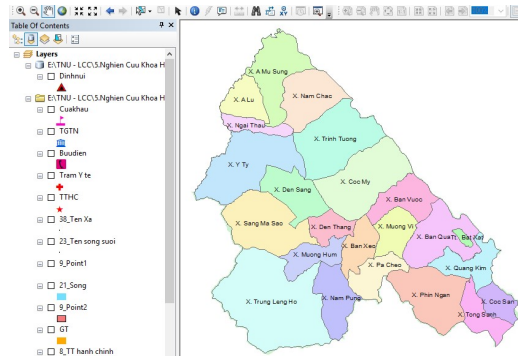 Table Of Contents
Layers
E:\TNU - LCC\5.Nghien Cuu Khoa H
Dinhnui
E:\TNU - LCC\5.Nghien Cuu Khoa H
Cuakhau
TGTN
Buudien
Tram Y te
TTHC
38_Ten Xa
23_Ten song suoi
9_Point1
21_Song
9_Point2
GT
8_TT hanh chinh
X. A Mu Sung
X. Nam Chac
X. A Lu
X. Ngai Thau
X. Trinh Tuong
X. Y Ty
X. Coc My
X. Den Sang
X. Ban Vuoc
X. Sang Ma Sao
X. Den Thang
X. Muong Vi
X. Ban Qua
Tt. Bat Xat
X. Ban Xeo
X. Muong Hum
X. Pa Cheo
X. Quang Kim
X. Trung Leng Ho
X. Nam Pung
X. Phin Ngan
X. Coc San
X. Tong Sanh